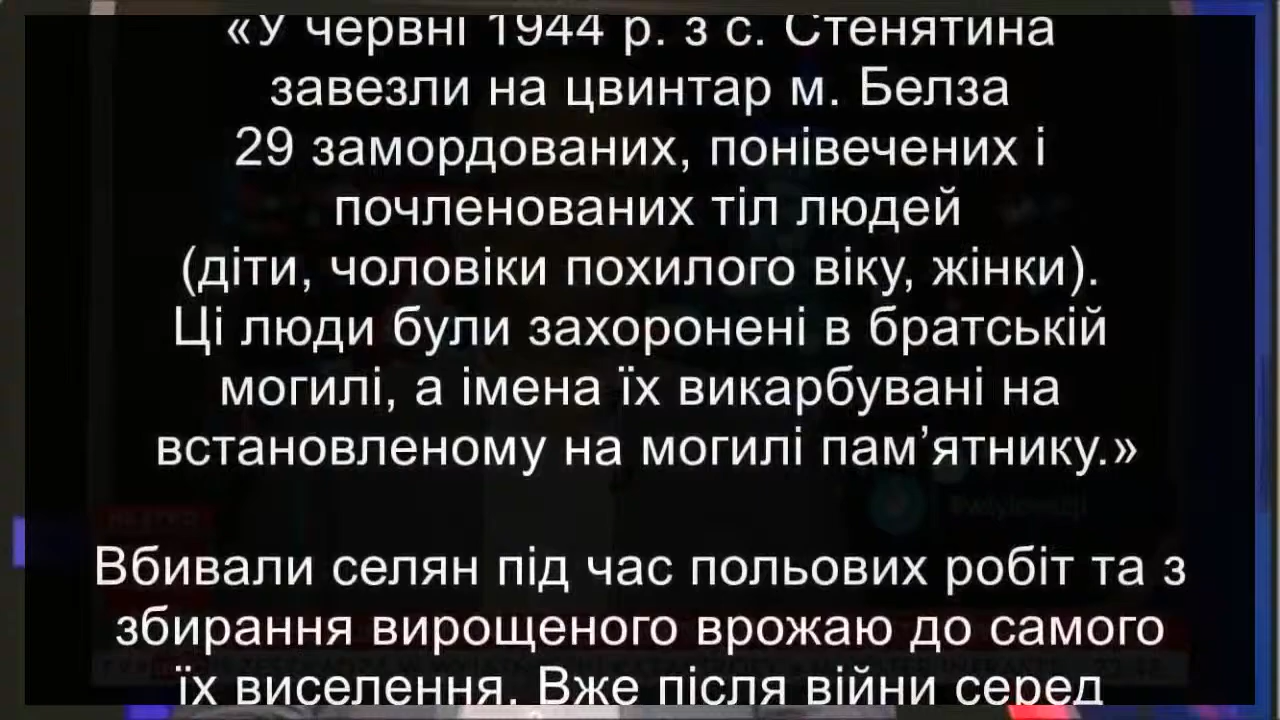 «У червні 1944 р. з с. Стенятина
завезли на цвинтар м. Белза
29 замордованих, понівечених і
почленованих тіл людей
(діти, чоловіки похилого віку, жінки).
Ці люди були захоронені в братській
могилі, а імена їх викарбувані на
встановленому на могилі пам’ятнику.»
Вбивали селян під час польових робіт та з
збирання вирощеного врожаю до самого
їх виселення. Вже після війни серед